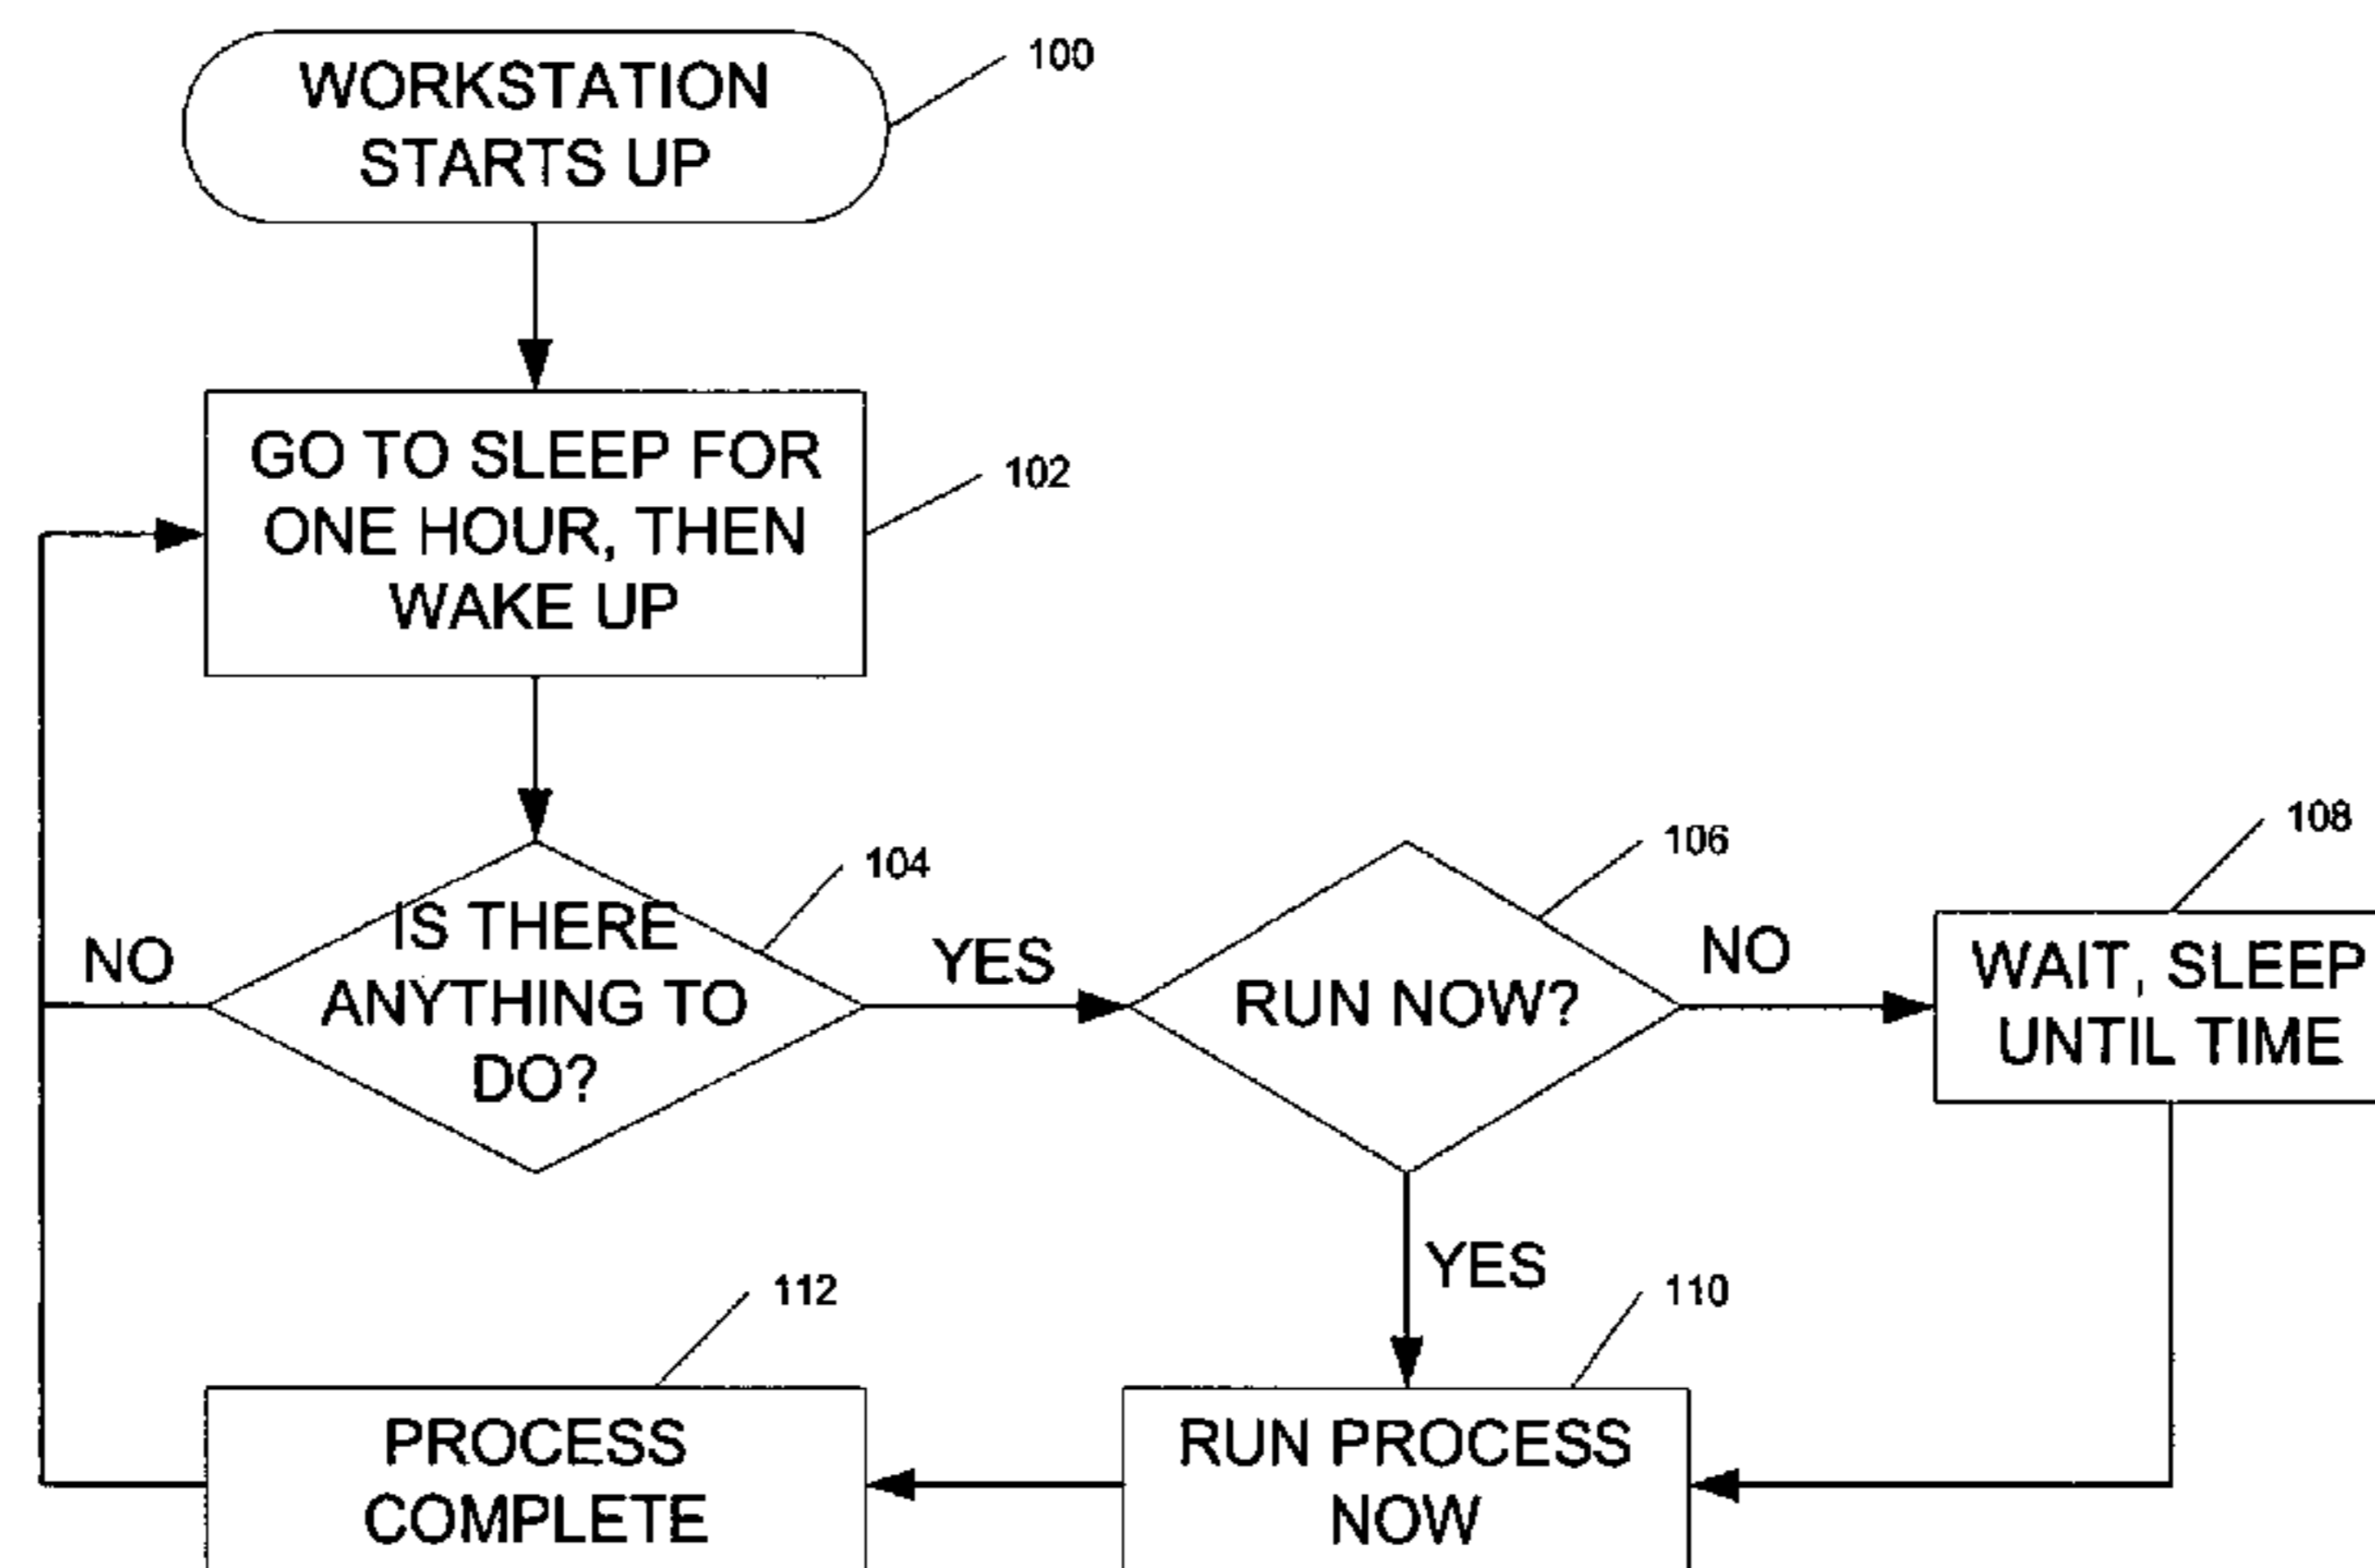 WORKSTATION
STARTS UP
100
GO TO SLEEP FOR
ONE HOUR, THEN
WAKE UP
102
IS THERE
ANYTHING TO
DO?
104
NO
YES
RUN NOW?
106
NO
WAIT, SLEEP
UNTIL TIME
108
YES
RUN PROCESS
NOW
110
PROCESS
COMPLETE
112